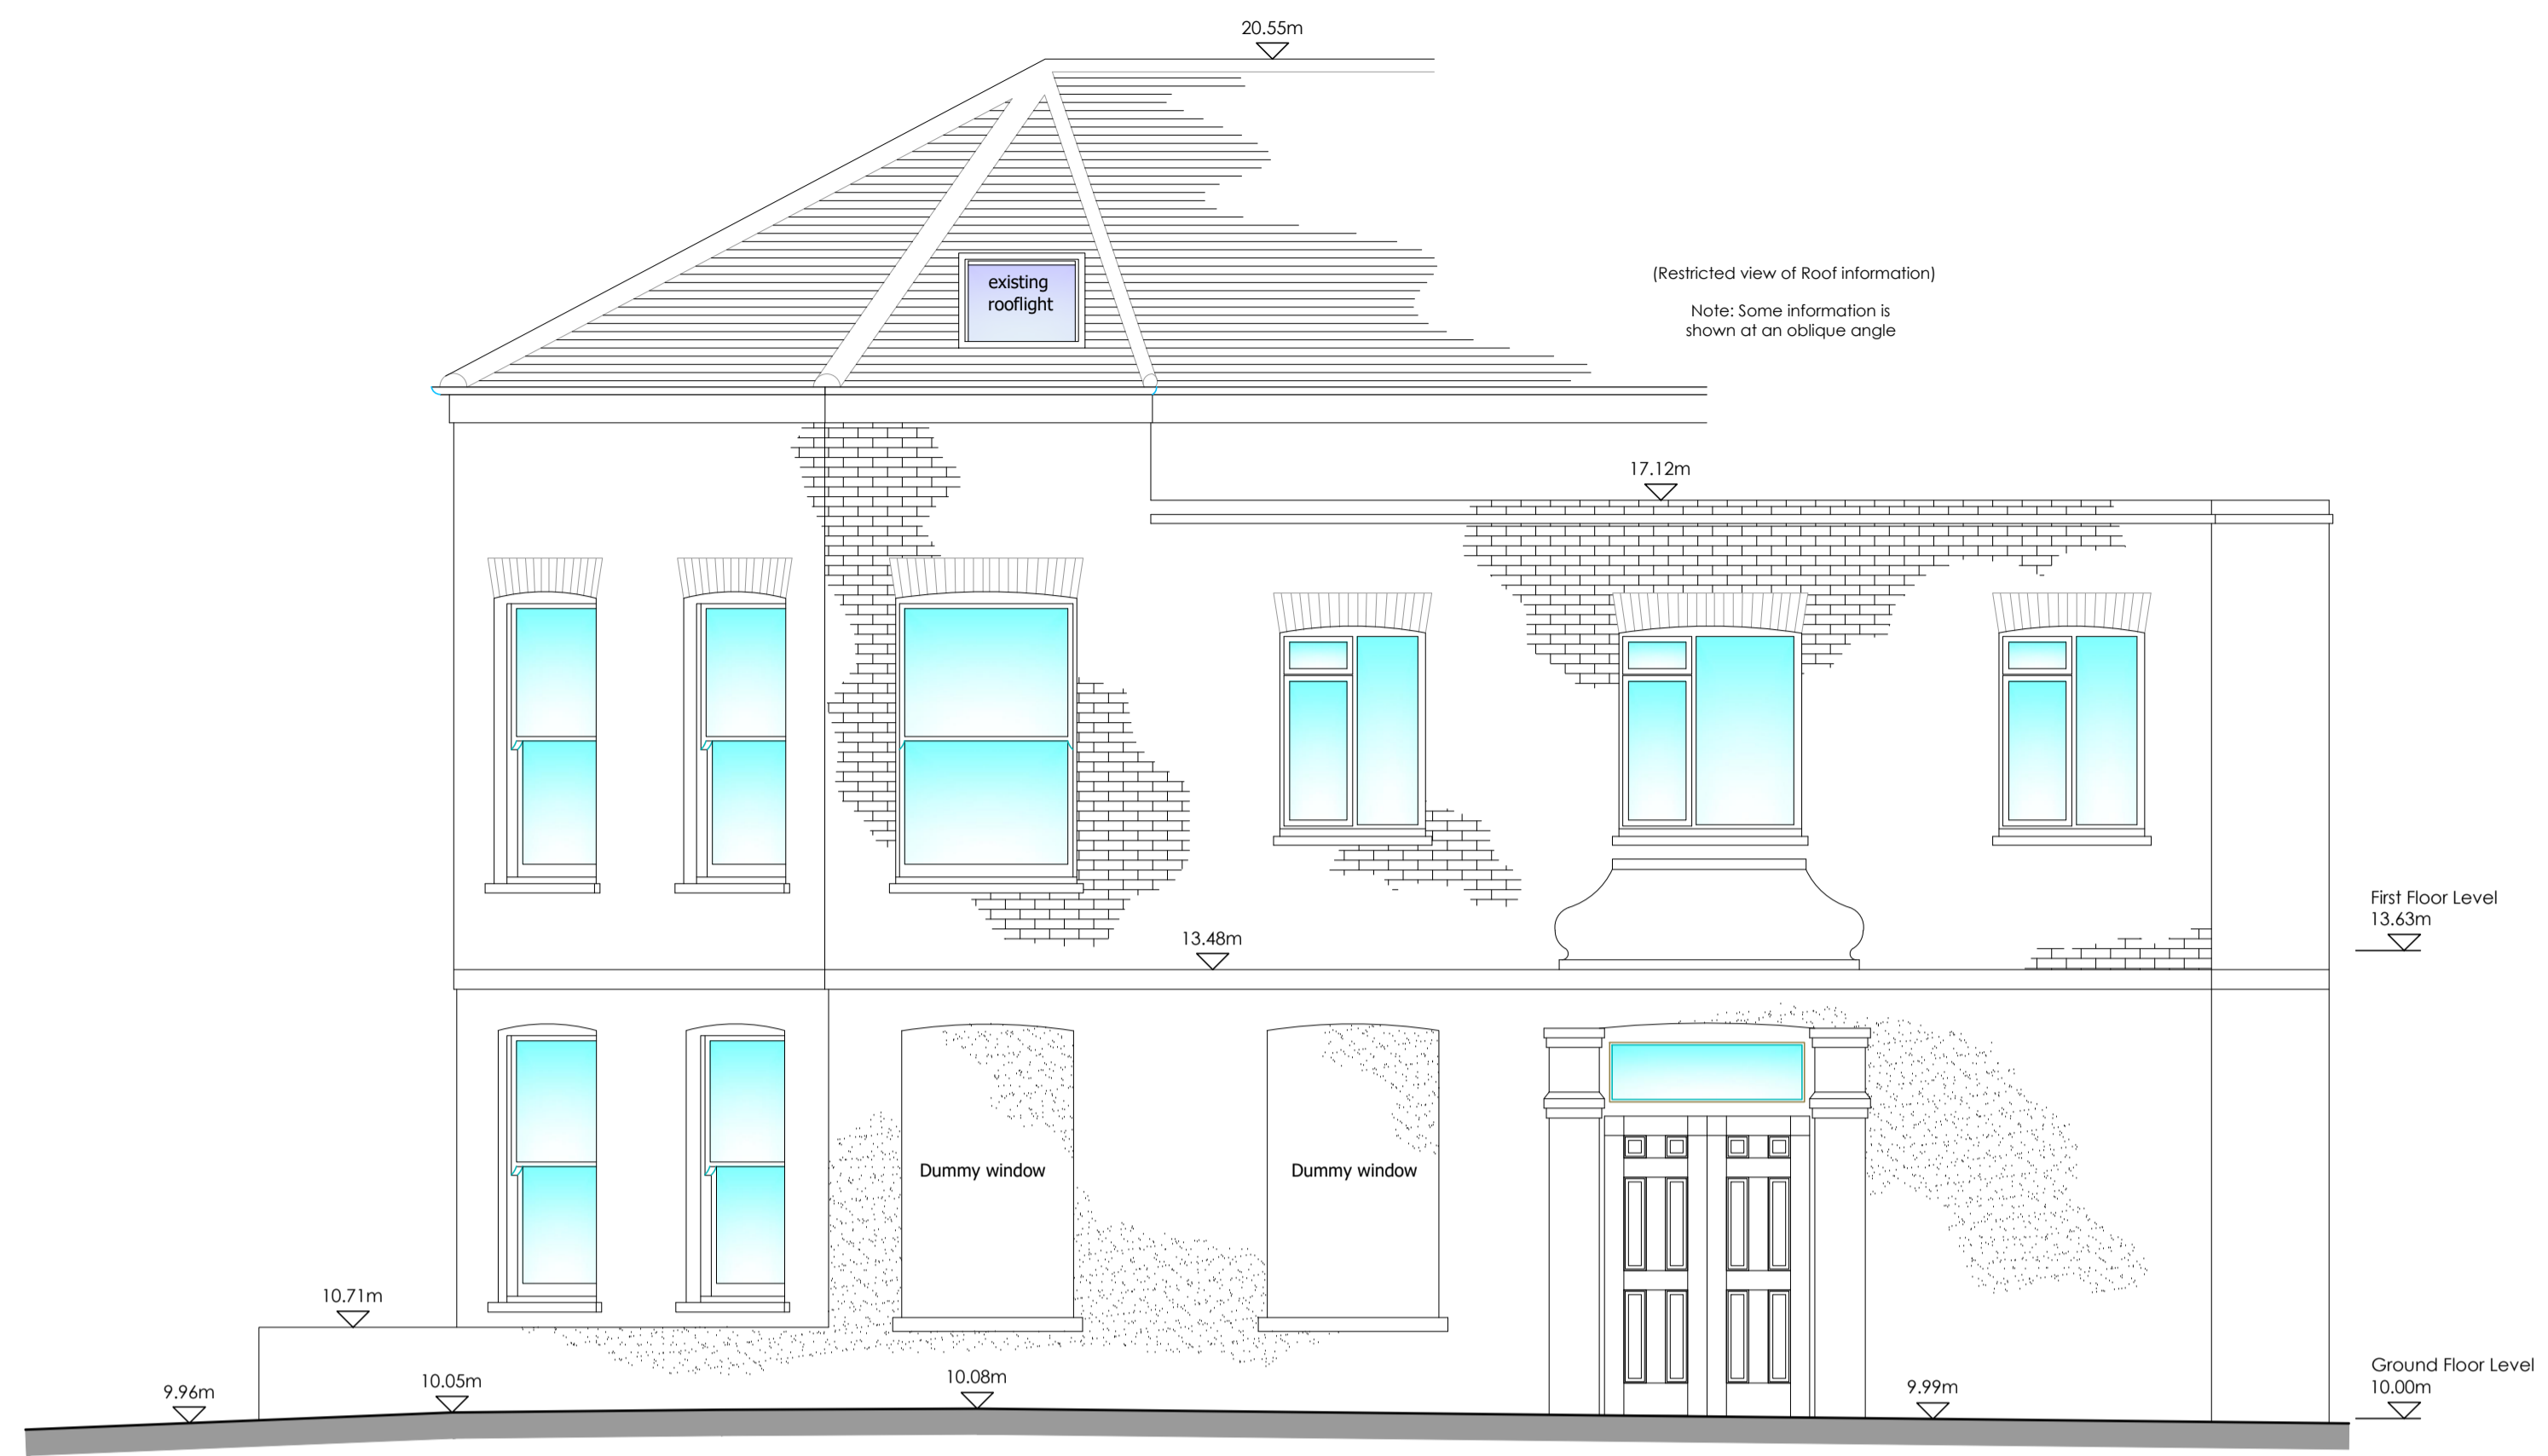 20.55m
existing
rooflight
(Restricted view of Roof information)
Note: Some information is
shown at an oblique angle
17.12m
First Floor Level
13.63m
13.48m
Dummy window
Dummy window
10.71m
Ground Floor Level
10.00m
9.96m
10.05m
10.08m
9.99m